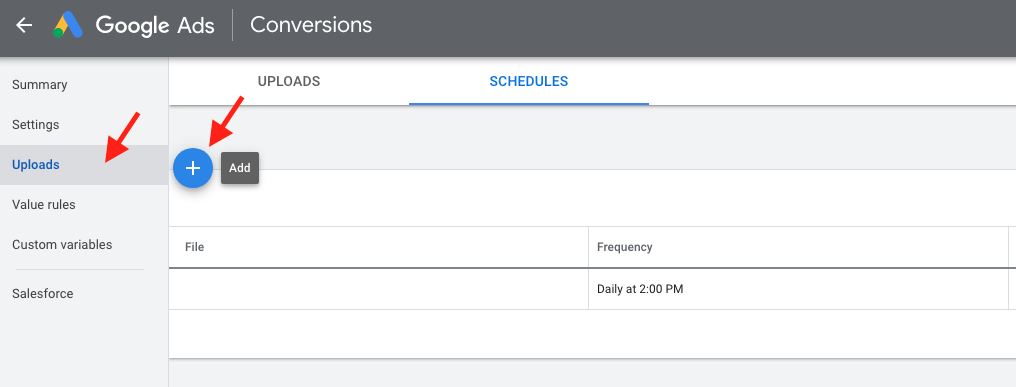 Google Ads Conversions
Summary
Settings
Uploads
Value rules
Custom variables
Salesforce
UPLOADS SCHEDULES
Add
File Frequency
Daily at 2:00 PM